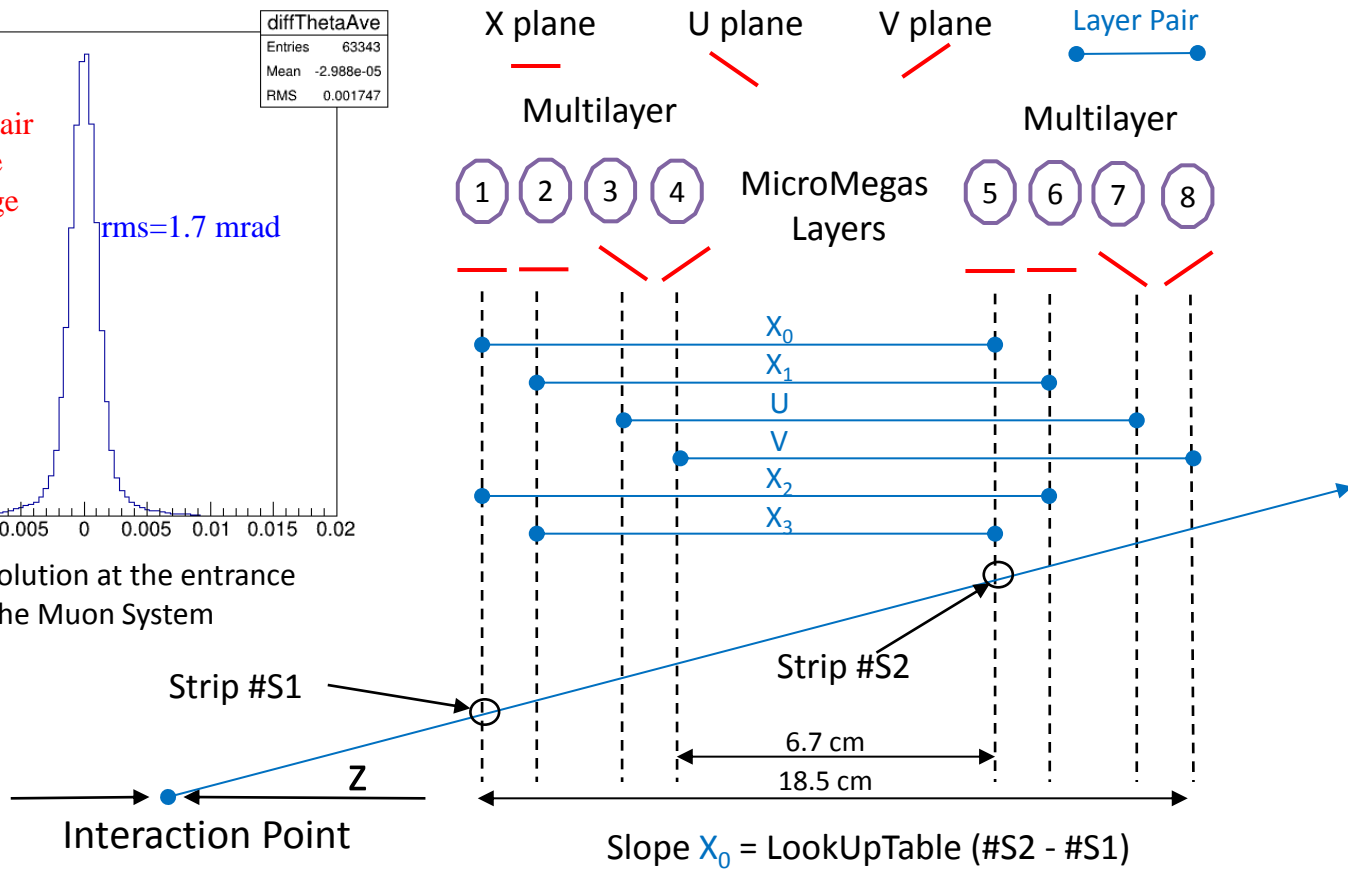 diffThetaAve
Entries 63343
Mean -2.988e-05
RMS 0.001747
air
e
ge
rms=1.7 mrad
0.005 0 0.005 0.01 0.015 0.02
olution at the entrance
he Muon System
X plane U plane V plane Layer Pair
Multilayer Multilayer
1 2 3 4 MicroMegas Layers 5 6 7 8
X0
X1
U
V
X2
X3
Strip #S1
Strip #S2
6.7 cm
18.5 cm
Z
Interaction Point
Slope X0 = LookUpTable (#S2 - #S1)